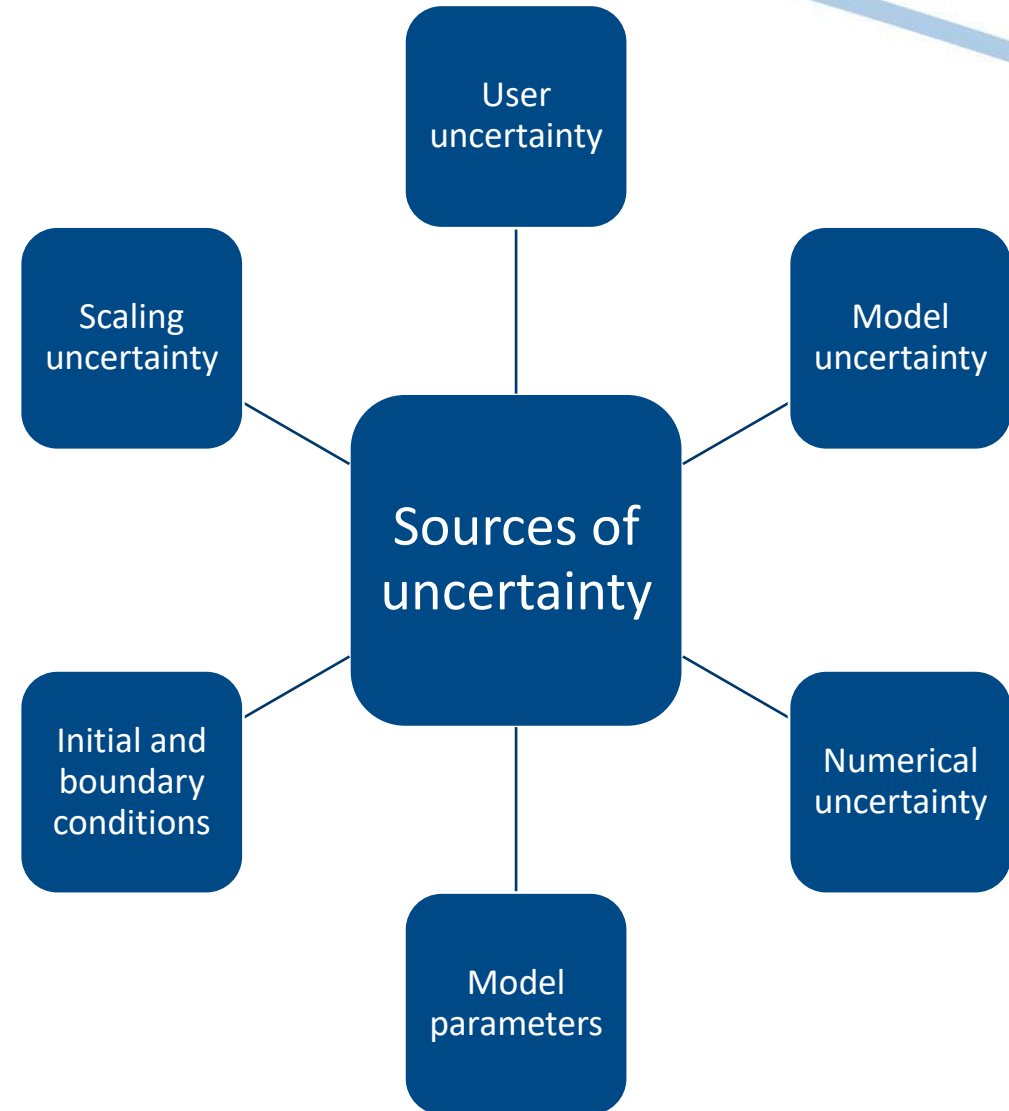 User
uncertainty
Scaling
uncertainty
Model
uncertainty
Sources of
uncertainty
Initial and
boundary
conditions
Numerical
uncertainty
Model
parameters